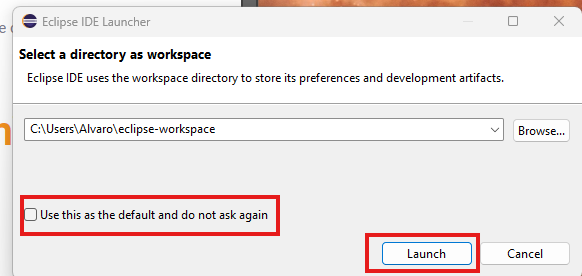 Eclipse IDE Launcher
Select a directory as workspace
Eclipse IDE uses the workspace directory to store its preferences and development artifacts.
C:\Users\Alvaro\eclipse-workspace
Browse...
Use this as the default and do not ask again
Launch
Cancel